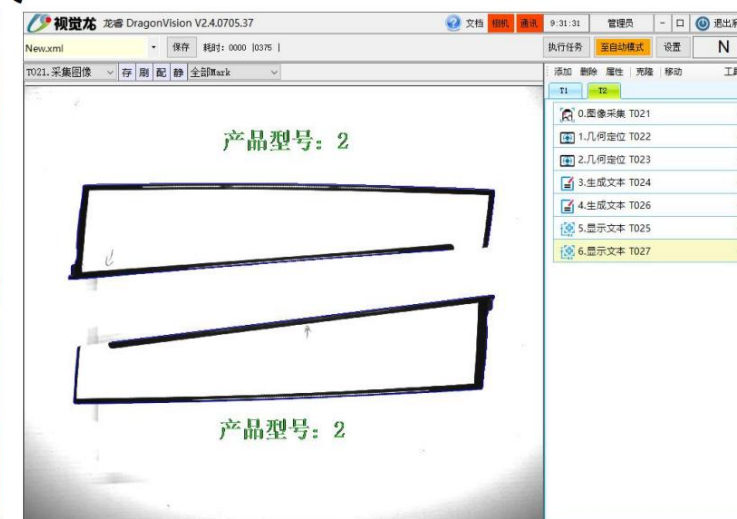 视觉龙 龙睿 DragonVision V2.4.0705.37 文档 相机 通讯 9:31:31 管理员 退出系
New.xml 保存 耗时: 0000 |0375 | 执行任务 至自动模式 设置 N
T021.采集图像 存 刷 配 静 全部Mark 添加 删除 属性 克隆 移动 工具
T1 T2
0.图像采集 T021
1.几何定位 T022
2.几何定位 T023
3.生成文本 T024
4.生成文本 T026
5.显示文本 T025
6.显示文本 T027
产品型号: 2
产品型号: 2